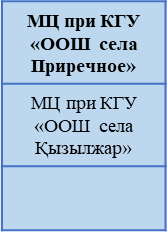 МЦ при КГУ
«ООШ села
Приречное»
МЦ при КГУ
«ООШ села
Қызылжар»